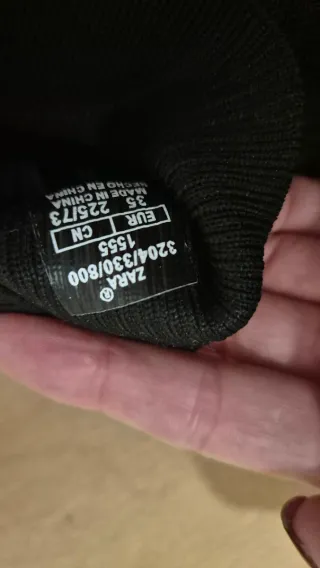 ZARA®
3204/330/800
1555
EUR CN
35 225/73
MADE IN CHINA
HECHO EN CHINA